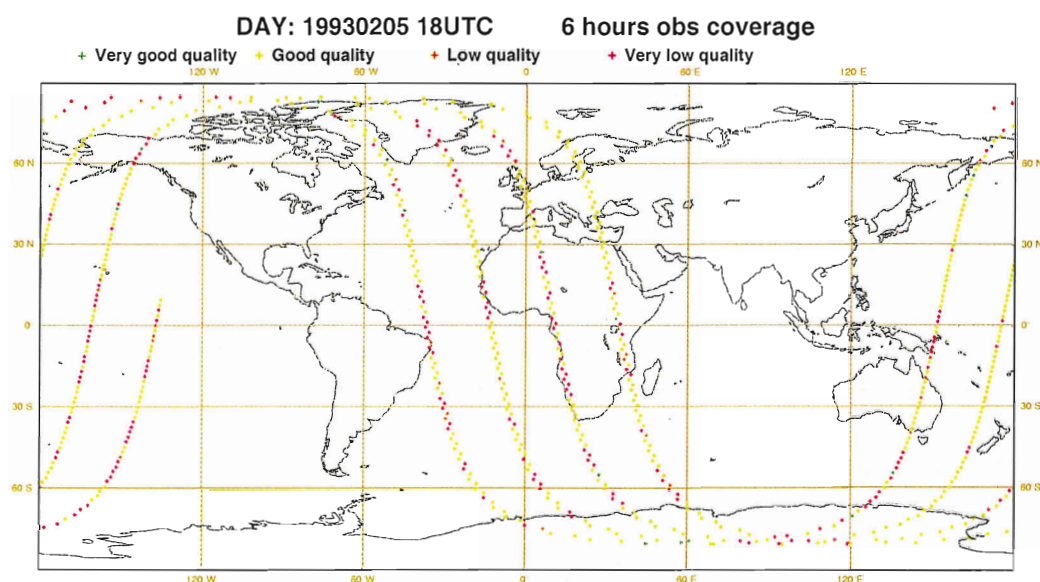 DAY: 19930205 18UTC 6 hours obs coverage
+ Very good quality + Good quality + Low quality + Very low quality
120 W 60 W 0 60 E 120 E
60 N 60 N
30 N 30 N
0 0
30 S 30 S
60 S 60 S
120 W 60 W 0 60 E 120 E